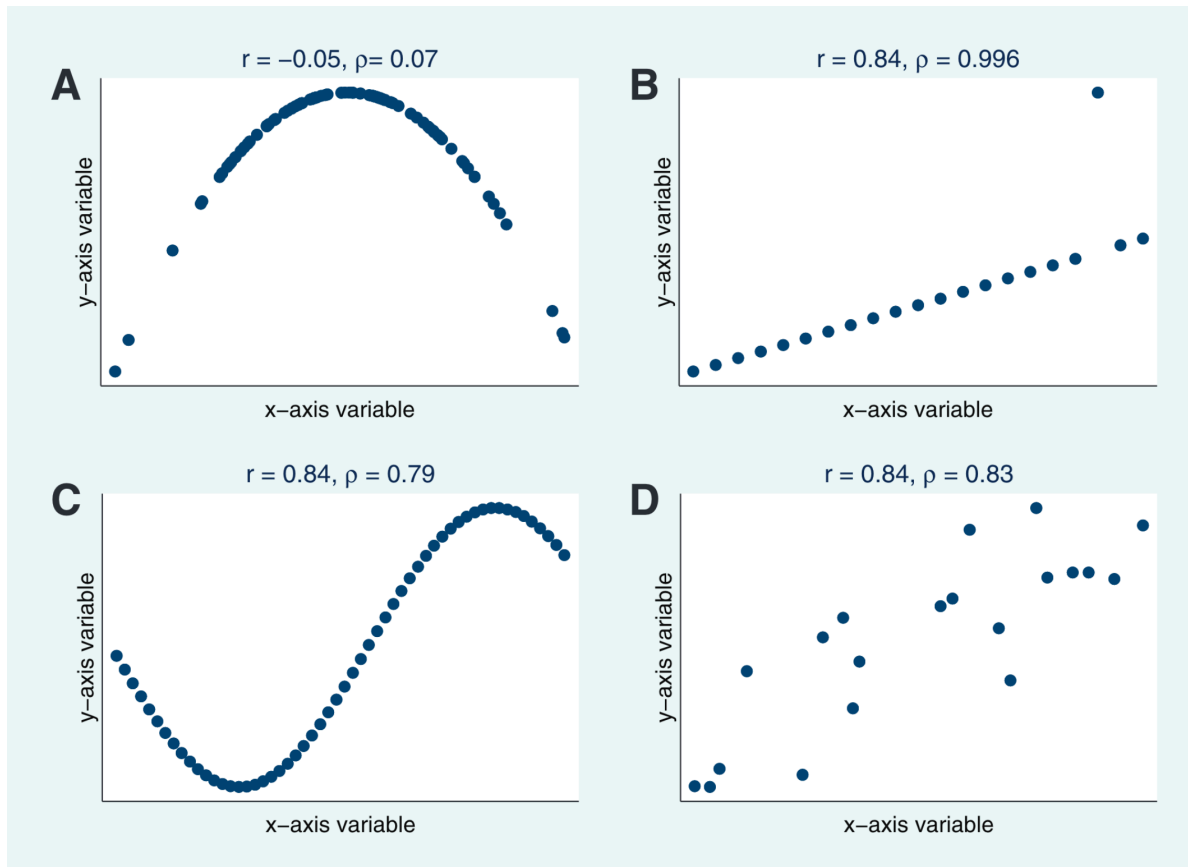 A
r = −0.05, ρ= 0.07
y−axis variable
x−axis variable
B
r = 0.84, ρ = 0.996
y−axis variable
x−axis variable
C
r = 0.84, ρ= 0.79
y−axis variable
x−axis variable
D
r = 0.84, ρ = 0.83
y−axis variable
x−axis variable